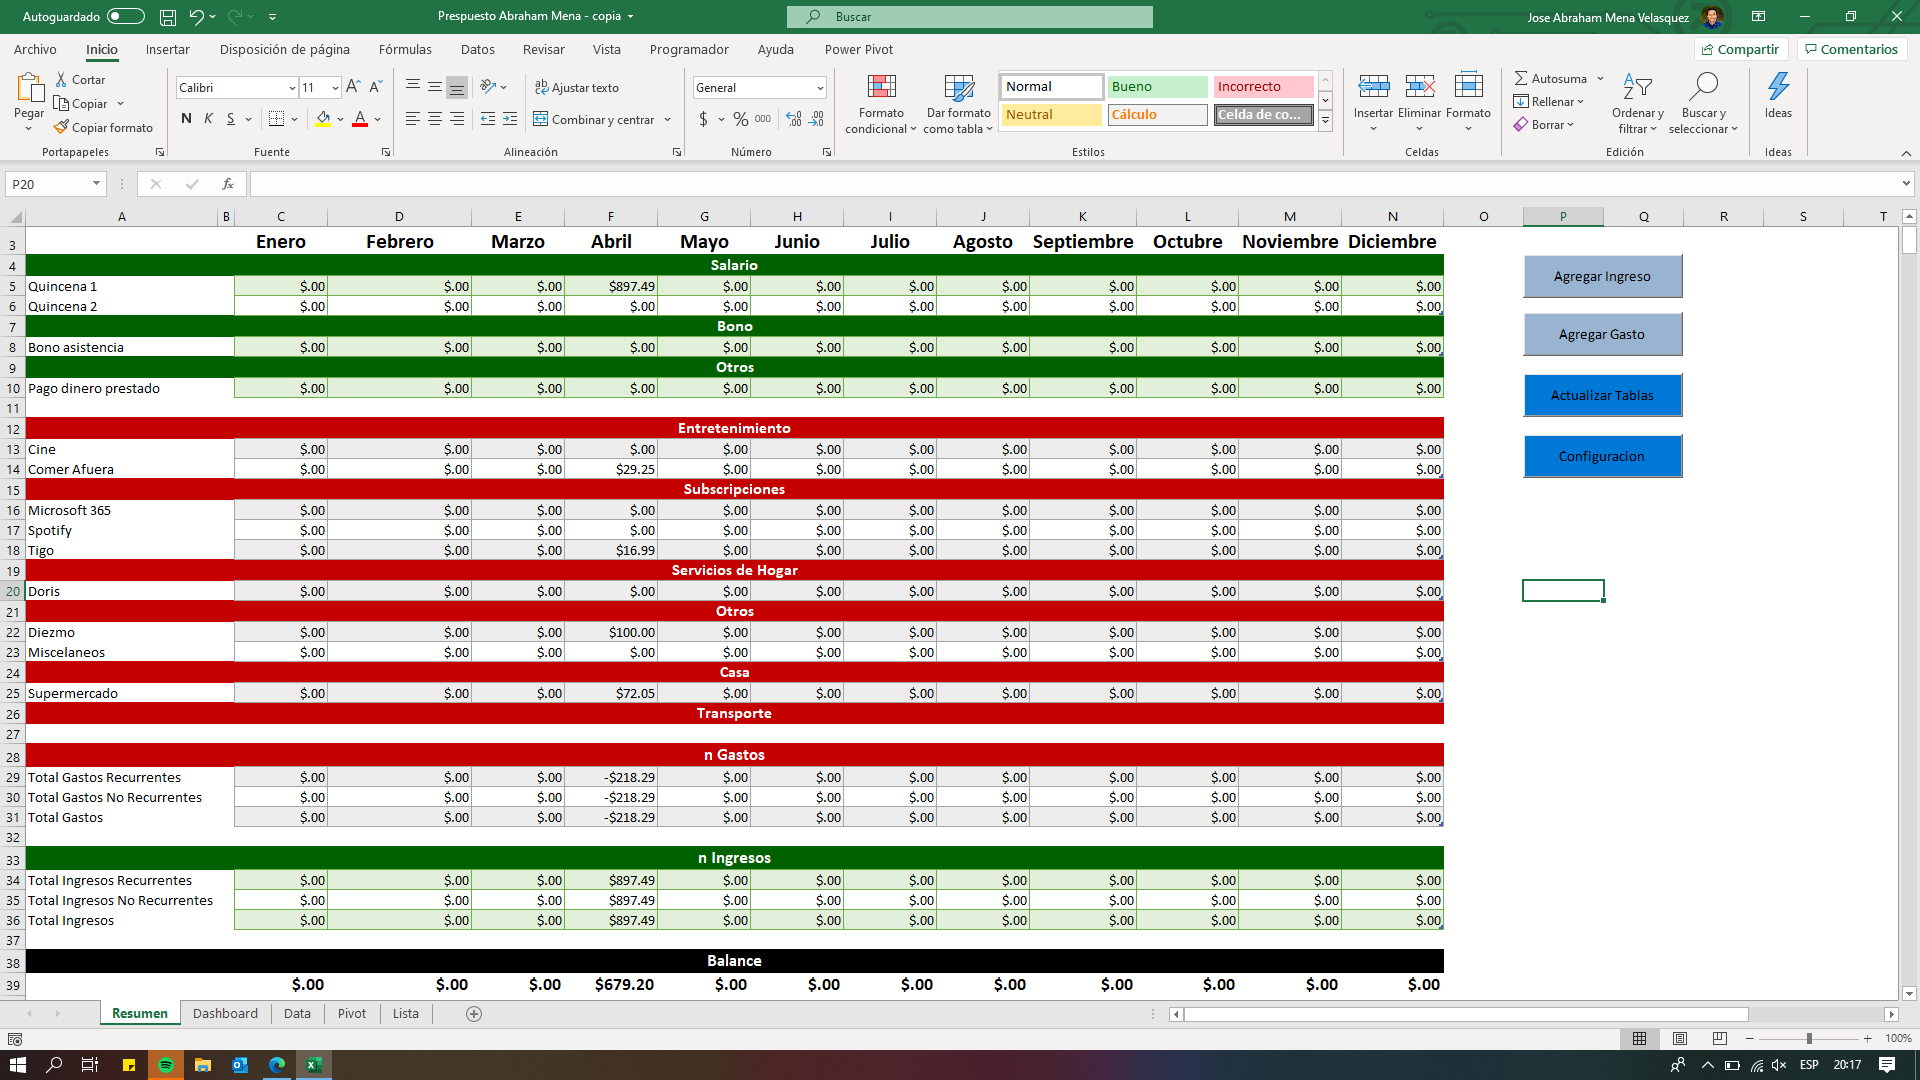 Autoguardado Prespuesto Abraham Mena - copia Buscar Jose Abraham Mena Velasquez
Archivo Inicio Insertar Disposición de página Fórmulas Datos Revisar Vista Programador Ayuda Power Pivot Compartir Comentarios
Pegar Cortar Copiar Copiar formato Portapapeles
Calibri 11 N K S A Fuente
Ajustar texto Combinar y centrar Alineación
General $ % 000 Número
Formato condicional Dar formato como tabla Normal Bueno Incorrecto Neutral Cálculo Celda de co... Estilos
Insertar Eliminar Formato Celdas
Autosuma Rellenar Borrar Ordenar y filtrar Buscar y seleccionar Edición
Ideas Ideas
P20 fx
A B C D E F G H I J K L M N O P Q R S T
3 Enero Febrero Marzo Abril Mayo Junio Julio Agosto Septiembre Octubre Noviembre Diciembre
4 Salario
5 Quincena 1 $.00 $.00 $.00 $897.49 $.00 $.00 $.00 $.00 $.00 $.00 $.00 $.00
6 Quincena 2 $.00 $.00 $.00 $.00 $.00 $.00 $.00 $.00 $.00 $.00 $.00 $.00
7 Bono
8 Bono asistencia $.00 $.00 $.00 $.00 $.00 $.00 $.00 $.00 $.00 $.00 $.00 $.00
9 Otros
10 Pago dinero prestado $.00 $.00 $.00 $.00 $.00 $.00 $.00 $.00 $.00 $.00 $.00 $.00
11
12 Entretenimiento
13 Cine $.00 $.00 $.00 $.00 $.00 $.00 $.00 $.00 $.00 $.00 $.00 $.00
14 Comer Afuera $.00 $.00 $.00 $29.25 $.00 $.00 $.00 $.00 $.00 $.00 $.00 $.00
15 Subscripciones
16 Microsoft 365 $.00 $.00 $.00 $.00 $.00 $.00 $.00 $.00 $.00 $.00 $.00 $.00
17 Spotify $.00 $.00 $.00 $.00 $.00 $.00 $.00 $.00 $.00 $.00 $.00 $.00
18 Tigo $.00 $.00 $.00 $16.99 $.00 $.00 $.00 $.00 $.00 $.00 $.00 $.00
19 Servicios de Hogar
20 Doris $.00 $.00 $.00 $.00 $.00 $.00 $.00 $.00 $.00 $.00 $.00 $.00
21 Otros
22 Diezmo $.00 $.00 $.00 $100.00 $.00 $.00 $.00 $.00 $.00 $.00 $.00 $.00
23 Miscelaneos $.00 $.00 $.00 $.00 $.00 $.00 $.00 $.00 $.00 $.00 $.00 $.00
24 Casa
25 Supermercado $.00 $.00 $.00 $72.05 $.00 $.00 $.00 $.00 $.00 $.00 $.00 $.00
26 Transporte
27
28 n Gastos
29 Total Gastos Recurrentes $.00 $.00 $.00 -$218.29 $.00 $.00 $.00 $.00 $.00 $.00 $.00 $.00
30 Total Gastos No Recurrentes $.00 $.00 $.00 -$218.29 $.00 $.00 $.00 $.00 $.00 $.00 $.00 $.00
31 Total Gastos $.00 $.00 $.00 -$218.29 $.00 $.00 $.00 $.00 $.00 $.00 $.00 $.00
32
33 n Ingresos
34 Total Ingresos Recurrentes $.00 $.00 $.00 $897.49 $.00 $.00 $.00 $.00 $.00 $.00 $.00 $.00
35 Total Ingresos No Recurrentes $.00 $.00 $.00 $897.49 $.00 $.00 $.00 $.00 $.00 $.00 $.00 $.00
36 Total Ingresos $.00 $.00 $.00 $897.49 $.00 $.00 $.00 $.00 $.00 $.00 $.00 $.00
37
38 Balance
39 $.00 $.00 $.00 $679.20 $.00 $.00 $.00 $.00 $.00 $.00 $.00 $.00
Agregar Ingreso
Agregar Gasto
Actualizar Tablas
Configuracion
Resumen Dashboard Data Pivot Lista
100%
ESP 20:17